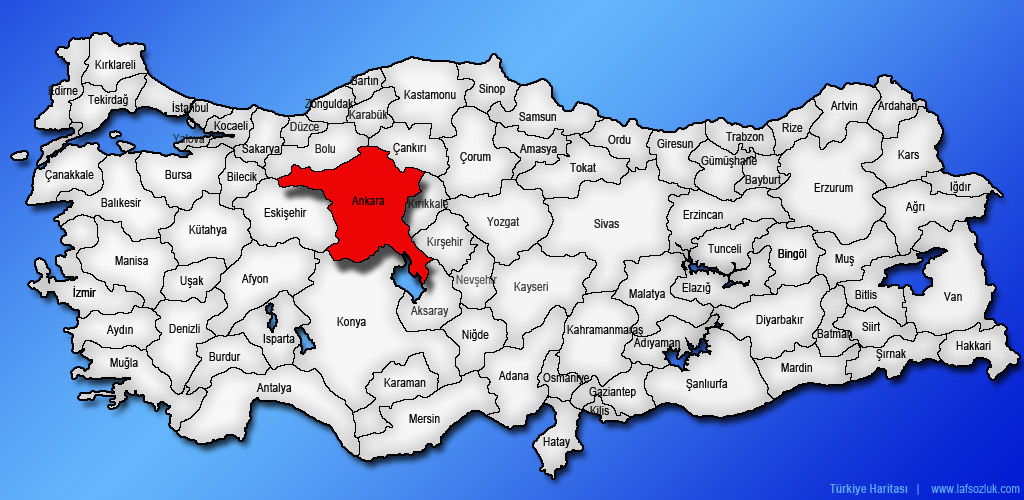 Kırklareli
Edirne
Tekirdağ
İstanbul
Kocaeli
Yalova
Sakarya
Düzce
Zonguldak
Bartın
Karabük
Kastamonu
Sinop
Samsun
Bolu
Çankırı
Çorum
Amasya
Ordu
Tokat
Giresun
Trabzon
Rize
Artvin
Ardahan
Gümüşhane
Bayburt
Kars
Iğdır
Erzurum
Ağrı
Çanakkale
Bursa
Bilecik
Balıkesir
Eskişehir
Ankara
Kırıkkale
Kırşehir
Yozgat
Sivas
Erzincan
Tunceli
Bingöl
Muş
Kütahya
Manisa
Uşak
Afyon
Nevşehir
Kayseri
Malatya
Elazığ
Bitlis
Van
İzmir
Aksaray
Konya
Aydın
Denizli
Isparta
Niğde
Kahramanmaraş
Adıyaman
Diyarbakır
Batman
Siirt
Şırnak
Hakkari
Muğla
Burdur
Antalya
Karaman
Mersin
Adana
Osmaniye
Gaziantep
Kilis
Şanlıurfa
Mardin
Hatay
Türkiye Haritası | www.lafsozluk.com